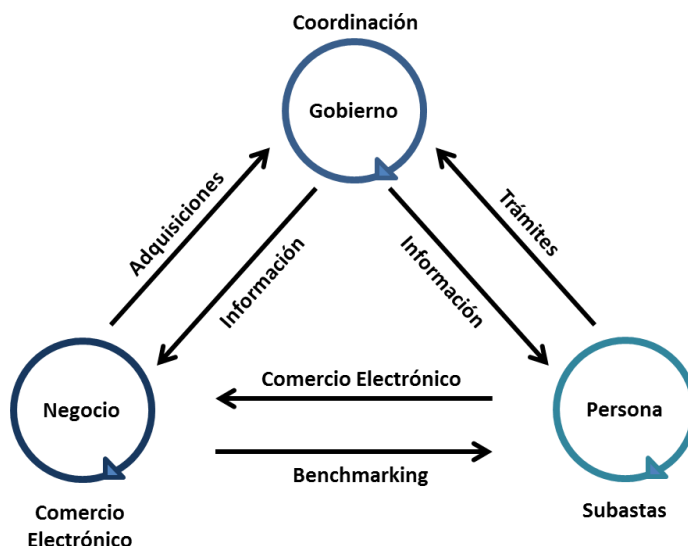 Coordinación
Gobierno
Adquisiciones
Información
Información
Trámites
Comercio Electrónico
Negocio
Persona
Benchmarking
Comercio
Electrónico
Subastas